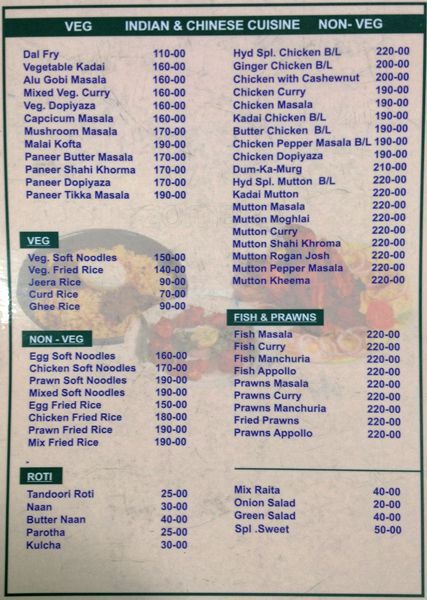 VEG INDIAN & CHINESE CUISINE NON- VEG
Dal Fry 110-00
Vegetable Kadai 160-00
Alu Gobi Masala 160-00
Mixed Veg. Curry 160-00
Veg. Dopiyaza 160-00
Capcicum Masala 160-00
Mushroom Masala 170-00
Malai Kofta 190-00
Paneer Butter Masala 170-00
Paneer Shahi Khorma 170-00
Paneer Dopiyaza 170-00
Paneer Tikka Masala 190-00
VEG
Veg. Soft Noodles 150-00
Veg. Fried Rice 140-00
Jeera Rice 90-00
Curd Rice 70-00
Ghee Rice 90-00
NON - VEG
Egg Soft Noodles 160-00
Chicken Soft Noodles 170-00
Prawn Soft Noodles 190-00
Mixed Soft Noodles 190-00
Egg Fried Rice 150-00
Chicken Fried Rice 180-00
Prawn Fried Rice 190-00
Mix Fried Rice 190-00
ROTI
Tandoori Roti 25-00
Naan 30-00
Butter Naan 40-00
Parotha 25-00
Kulcha 30-00
Hyd Spl. Chicken B/L 220-00
Ginger Chicken B/L 200-00
Chicken with Cashewnut 200-00
Chicken Curry 190-00
Chicken Masala 190-00
Kadai Chicken B/L 190-00
Butter Chicken B/L 190-00
Chicken Pepper Masala B/L 190-00
Chicken Dopiyaza 190-00
Dum-Ka-Murg 210-00
Hyd Spl. Mutton B/L 220-00
Kadai Mutton 220-00
Mutton Masala 220-00
Mutton Moghlai 220-00
Mutton Curry 220-00
Mutton Shahi Khroma 220-00
Mutton Rogan Josh 220-00
Mutton Pepper Masala 220-00
Mutton Kheema 220-00
FISH & PRAWNS
Fish Masala 220-00
Fish Curry 220-00
Fish Manchuria 220-00
Fish Appollo 220-00
Prawns Masala 220-00
Prawns Curry 220-00
Prawns Manchuria 220-00
Fried Prawns 220-00
Prawns Appollo 220-00
Mix Raita 40-00
Onion Salad 20-00
Green Salad 40-00
Spl .Sweet 50-00